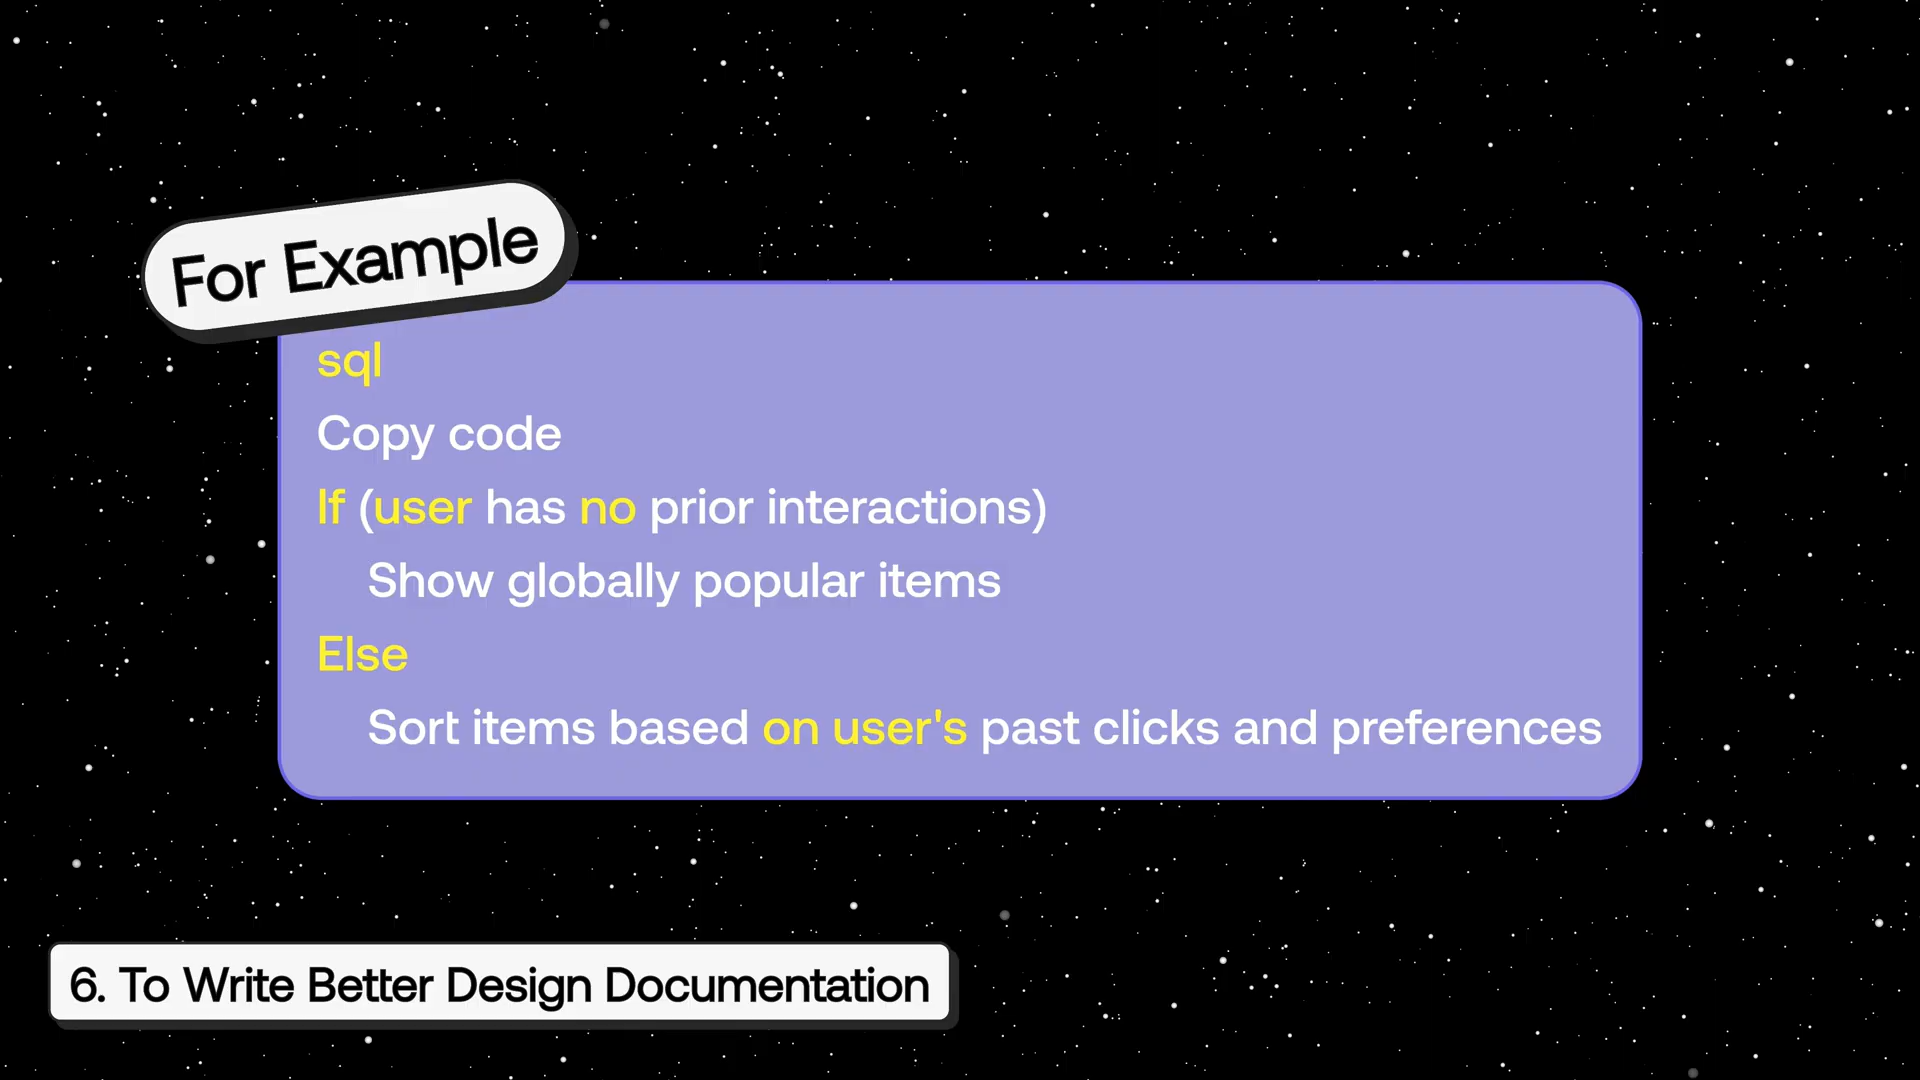 For Example
sql
Copy code
If (user has no prior interactions)
Show globally popular items
Else
Sort items based on user's past clicks and preferences
6. To Write Better Design Documentation